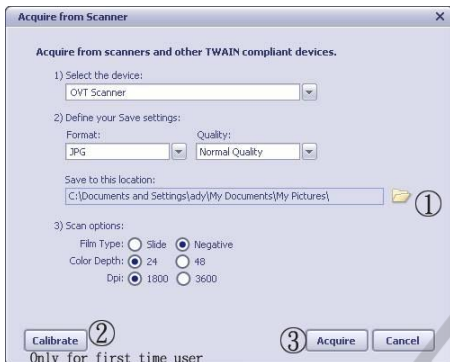 Acquire from Scanner
Acquire from scanners and other TWAIN compliant devices.
1) Select the device:
OVT Scanner
2) Define your Save settings:
Format: Quality:
JPG Normal Quality
Save to this location:
C:\Documents and Settings\ady\My Documents\My Pictures\ ①
3) Scan options:
Film Type: Slide Negative
Color Depth: 24 48
Dpi: 1800 3600
Calibrate ② ③ Acquire Cancel
Only for first time user